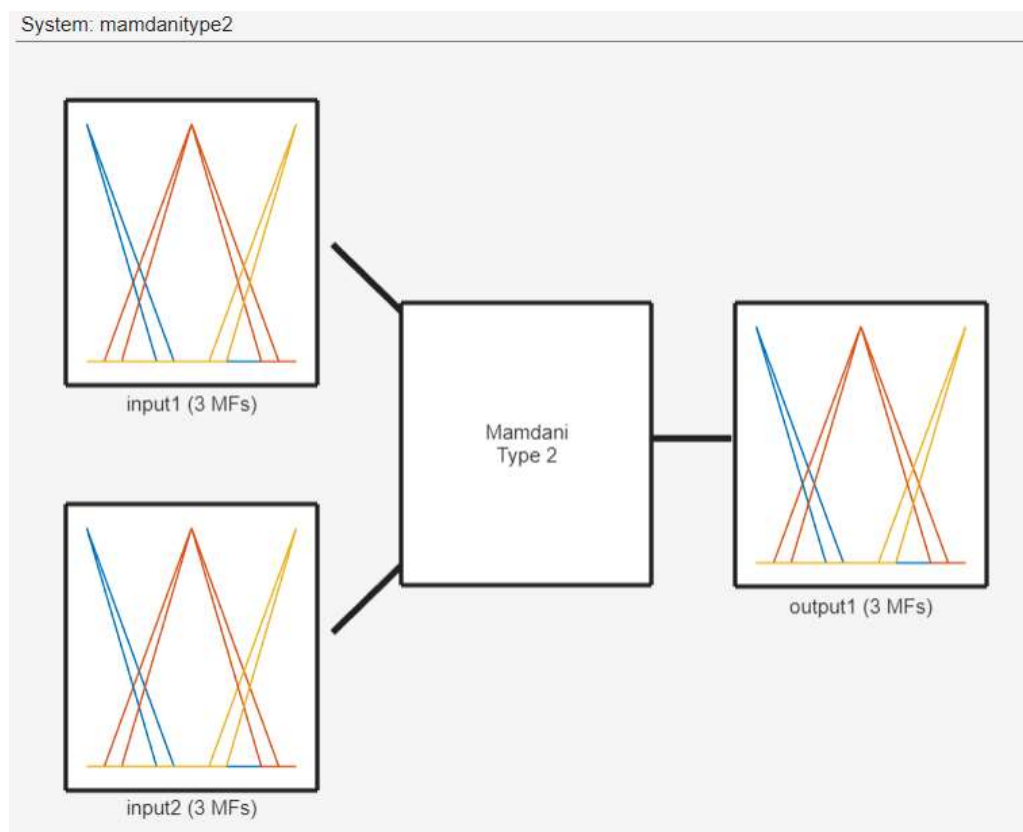 System: mamdanitype2
input1 (3 MFs)
Mamdani
Type 2
output1 (3 MFs)
input2 (3 MFs)